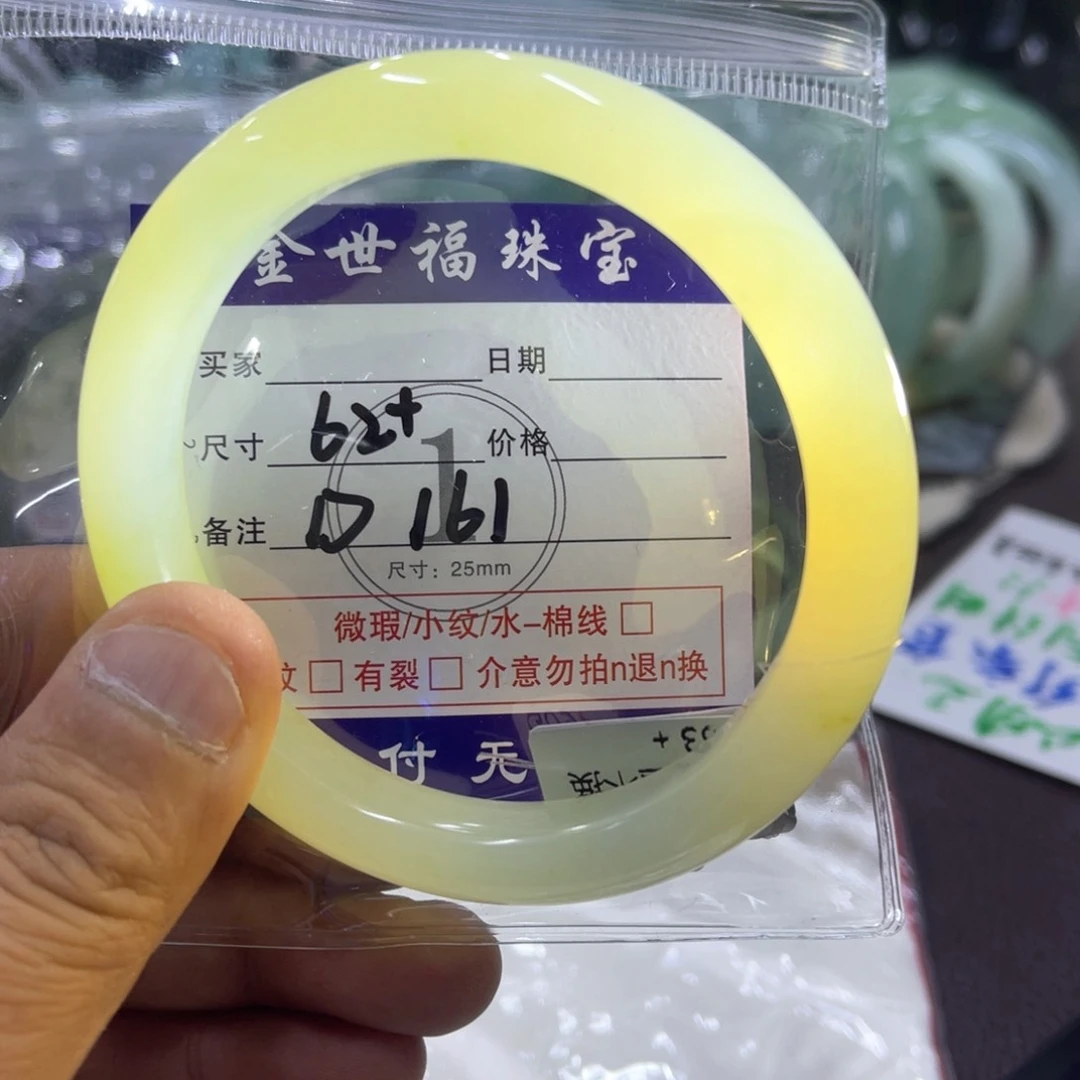 金世福珠宝
买家 日期
尺寸 62+ 价格
1
备注 D 161
尺寸：25mm
微瑕/小纹/水-棉线 □
纹 □ 有裂 □ 介意勿拍n退n换
付 无